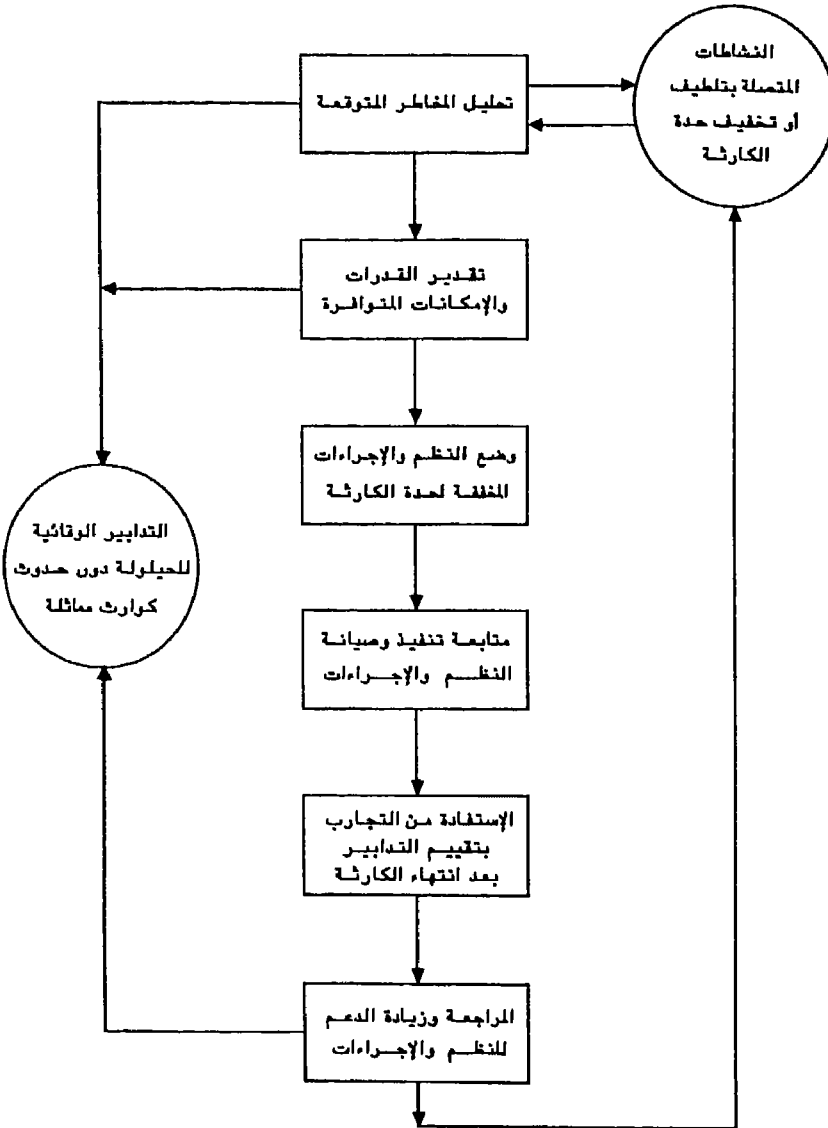 النشاطات
المتصلة بتلطيف
أو تخفيف حدة
الكارثة
تحليل المخاطر المتوقعة
تقدير القدرات
والإمكانات المتوافرة
وضع النظم والإجراءات
المخففة لحدة الكارثة
التدابير الوقائية
للحيلولة دون حدوث
كوارث مماثلة
متابعة تنفيذ وصيانة
النظم والإجراءات
الإستفادة من التجارب
بتقييم التدابير
بعد انتهاء الكارثة
المراجعة وزيادة الدعم
للنظم والإجراءات